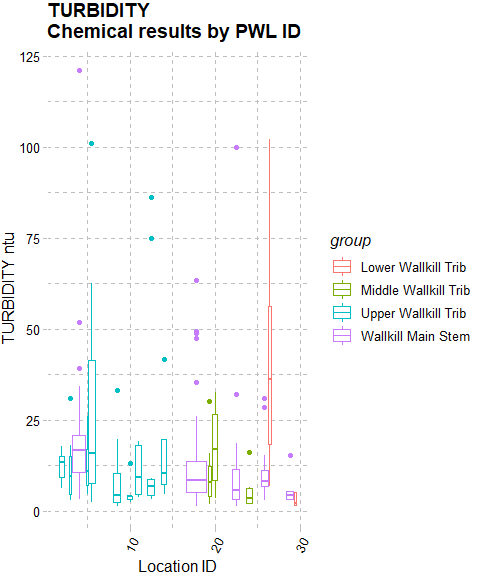 TURBIDITY
Chemical results by PWL ID
125
100
75
50
25
0
TURBIDITY ntu
10
20
30
Location ID
group
Lower Wallkill Trib
Middle Wallkill Trib
Upper Wallkill Trib
Wallkill Main Stem